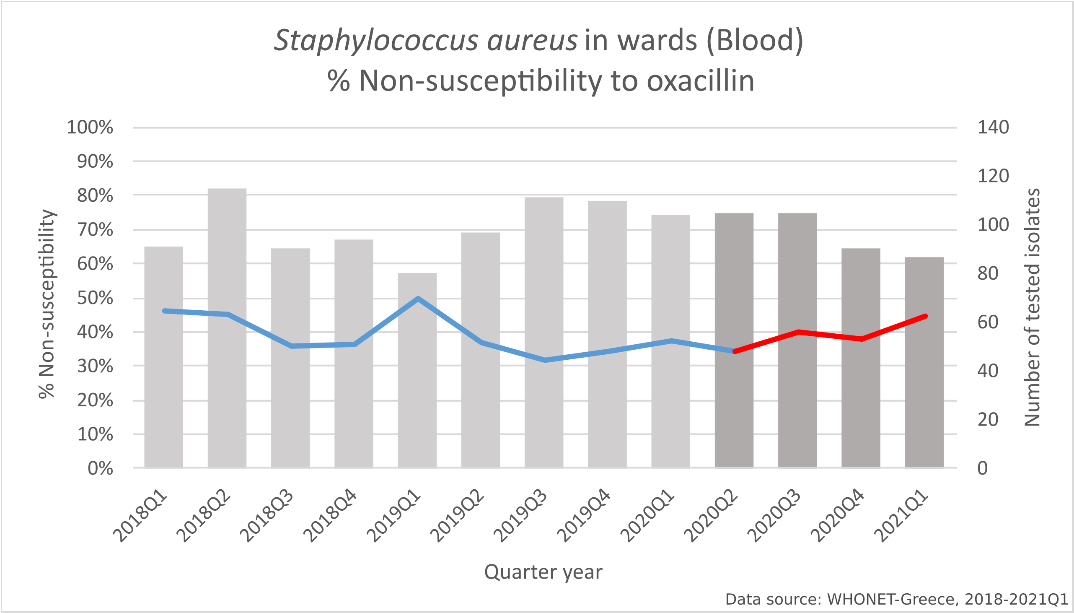 Staphylococcus aureus in wards (Blood)
% Non-susceptibility to oxacillin
100%
90%
80%
70%
60%
50%
40%
30%
20%
10%
0%
% Non-susceptibility
140
120
100
80
60
40
20
0
Number of tested isolates
2018Q1
2018Q2
2018Q3
2018Q4
2019Q1
2019Q2
2019Q3
2019Q4
2020Q1
2020Q2
2020Q3
2020Q4
2021Q1
Quarter year
Data source: WHONET-Greece, 2018-2021Q1